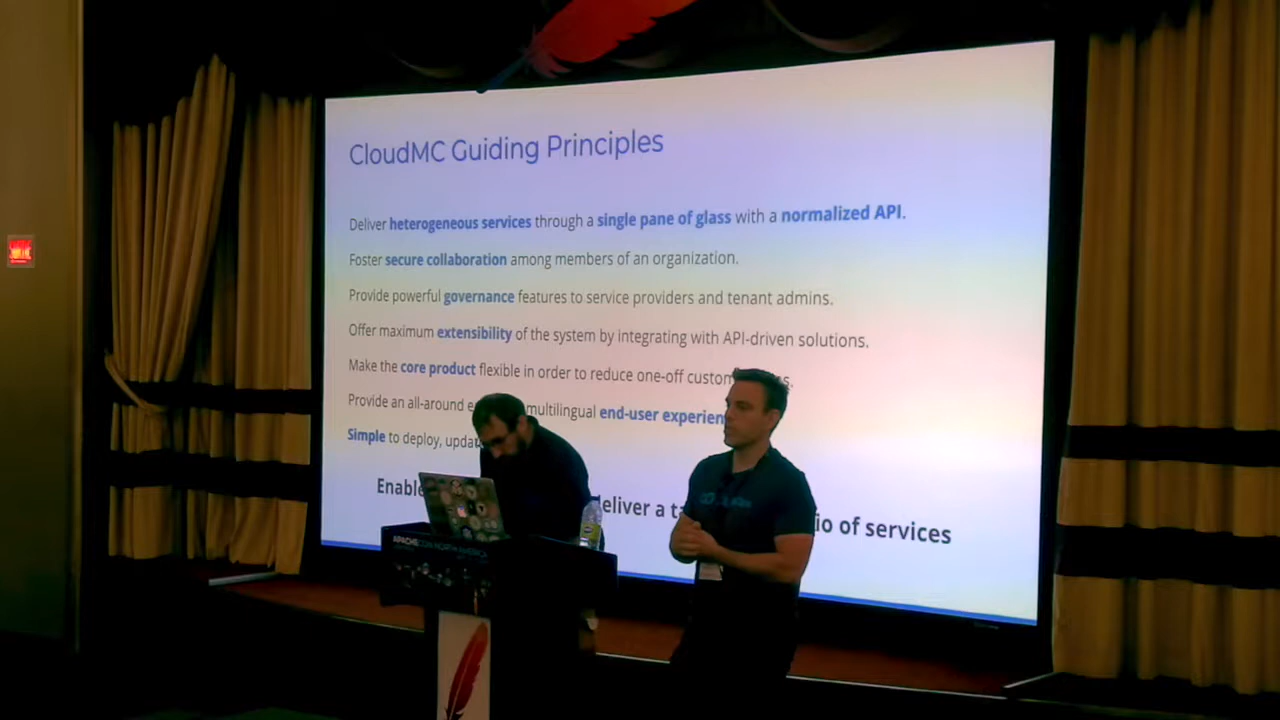 CloudMC Guiding Principles
Deliver heterogeneous services through a single pane of glass with a normalized API.
Foster secure collaboration among members of an organization.
Provide powerful governance features to service providers and tenant admins.
Offer maximum extensibility of the system by integrating with API-driven solutions.
Make the core product flexible in order to reduce one-off custom s.
Provide an all-around e multilingual end-user experien
Simple to deploy, updat
Enable deliver a ta io of services
APACHECON NORTH AMERICA